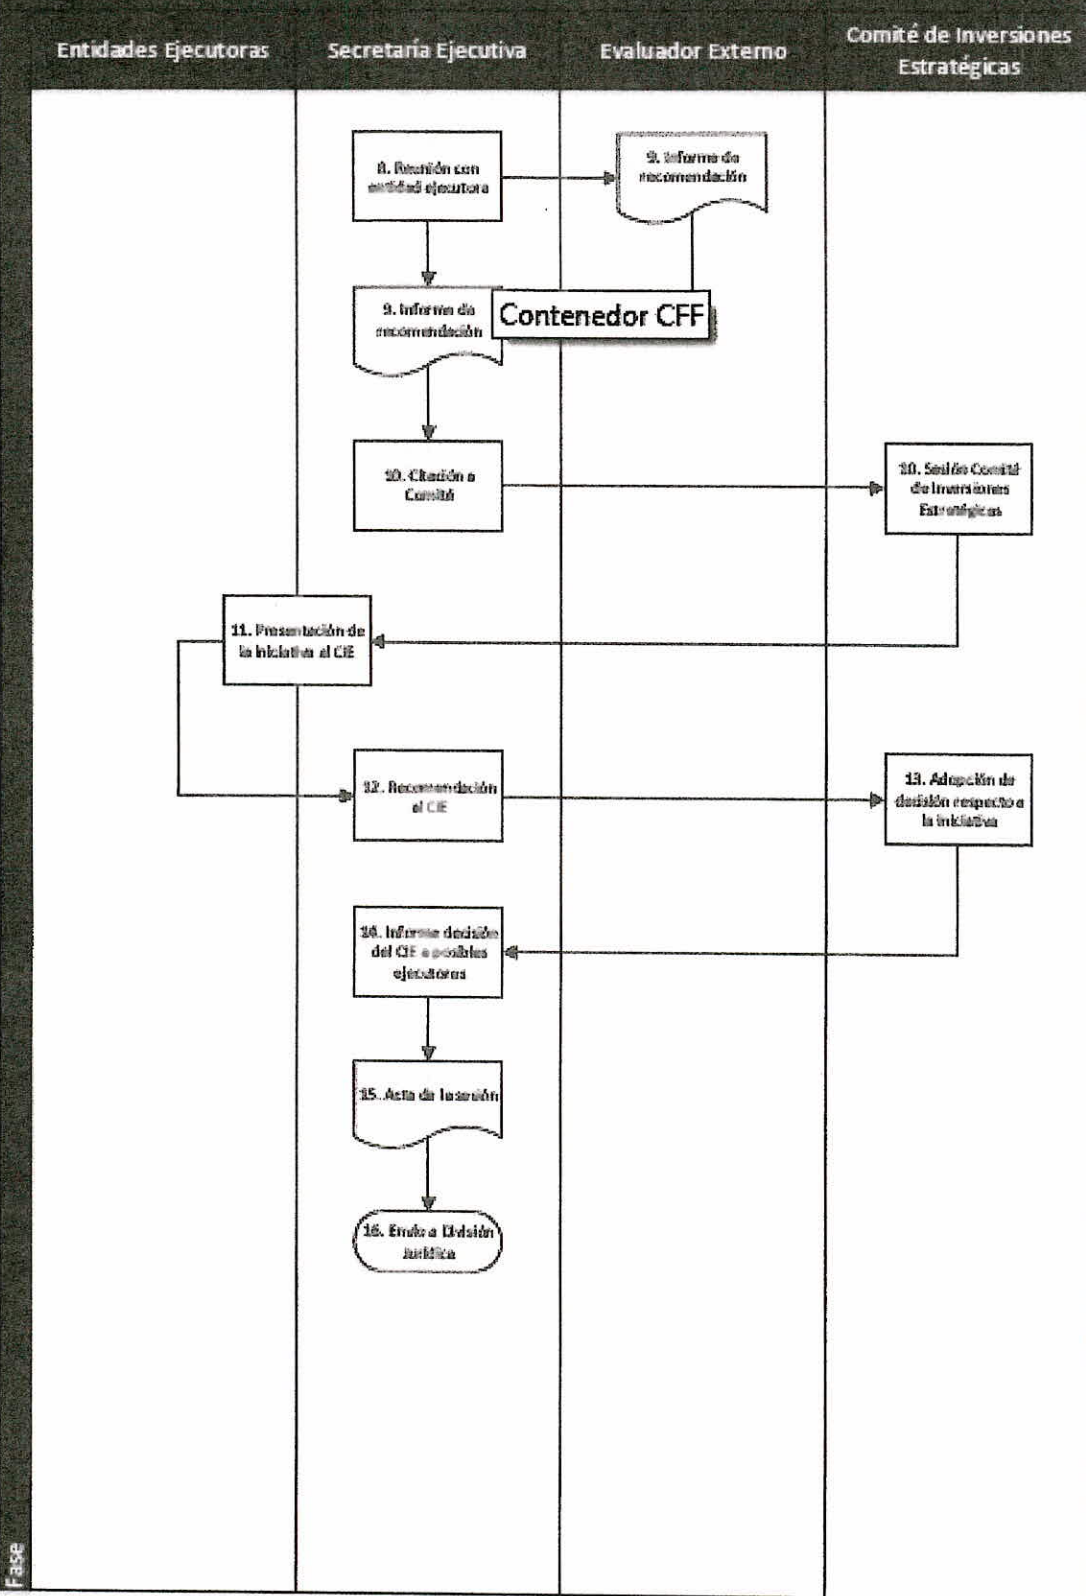 Entidades Ejecutoras
Secretaría Ejecutiva
Evaluador Externo
Comité de Inversiones
Estratégicas
8. Reunión con
entidad ejecutora
9. Informe de
recomendación
9. Informe de
recomendación
Contenedor CFF
10. Citación a
Comité
10. Sesión Comité
de Inversiones
Estratégicas
11. Presentación de
la iniciativa al CIE
12. Recomendación
al CIE
13. Adopción de
decisión respecto a
la iniciativa
14. Informe decisión
del CIE a posibles
ejecutores
15. Acta de la sesión
16. Envío a División
Jurídica
Fase